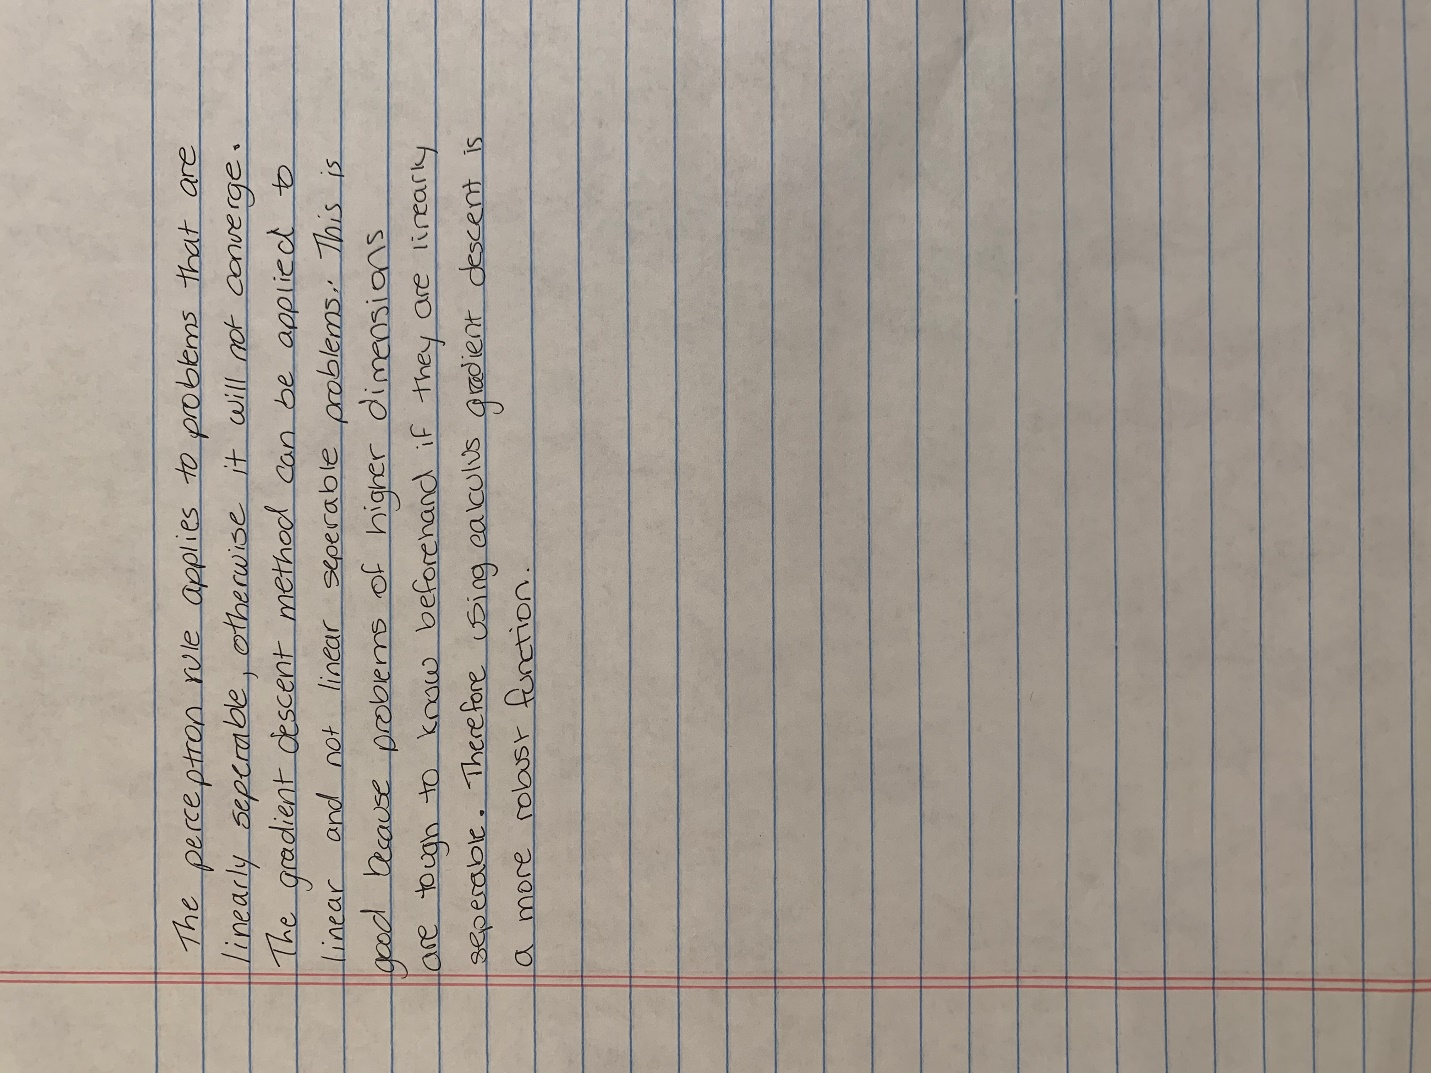 The perceptron rule applies to problems that are
linearly seperable, otherwise it will not converge.
The gradient descent method can be applied to
linear and not linear seperable problems. This is
good because problems of higher dimensions
are tough to know beforehand if they are linearly
seperable. Therefore using calculus gradient descent is
a more robust function.